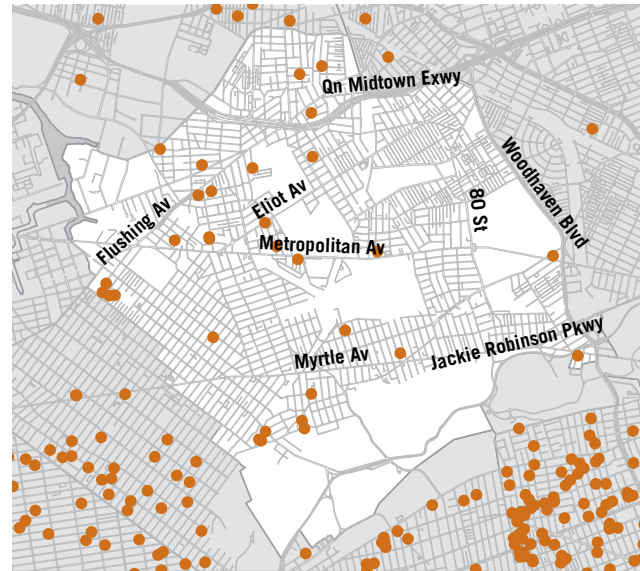 Qn Midtown Exwy
Woodhaven Blvd
Eliot Av
80 St
Flushing Av
Metropolitan Av
Jackie Robinson Pkwy
Myrtle Av